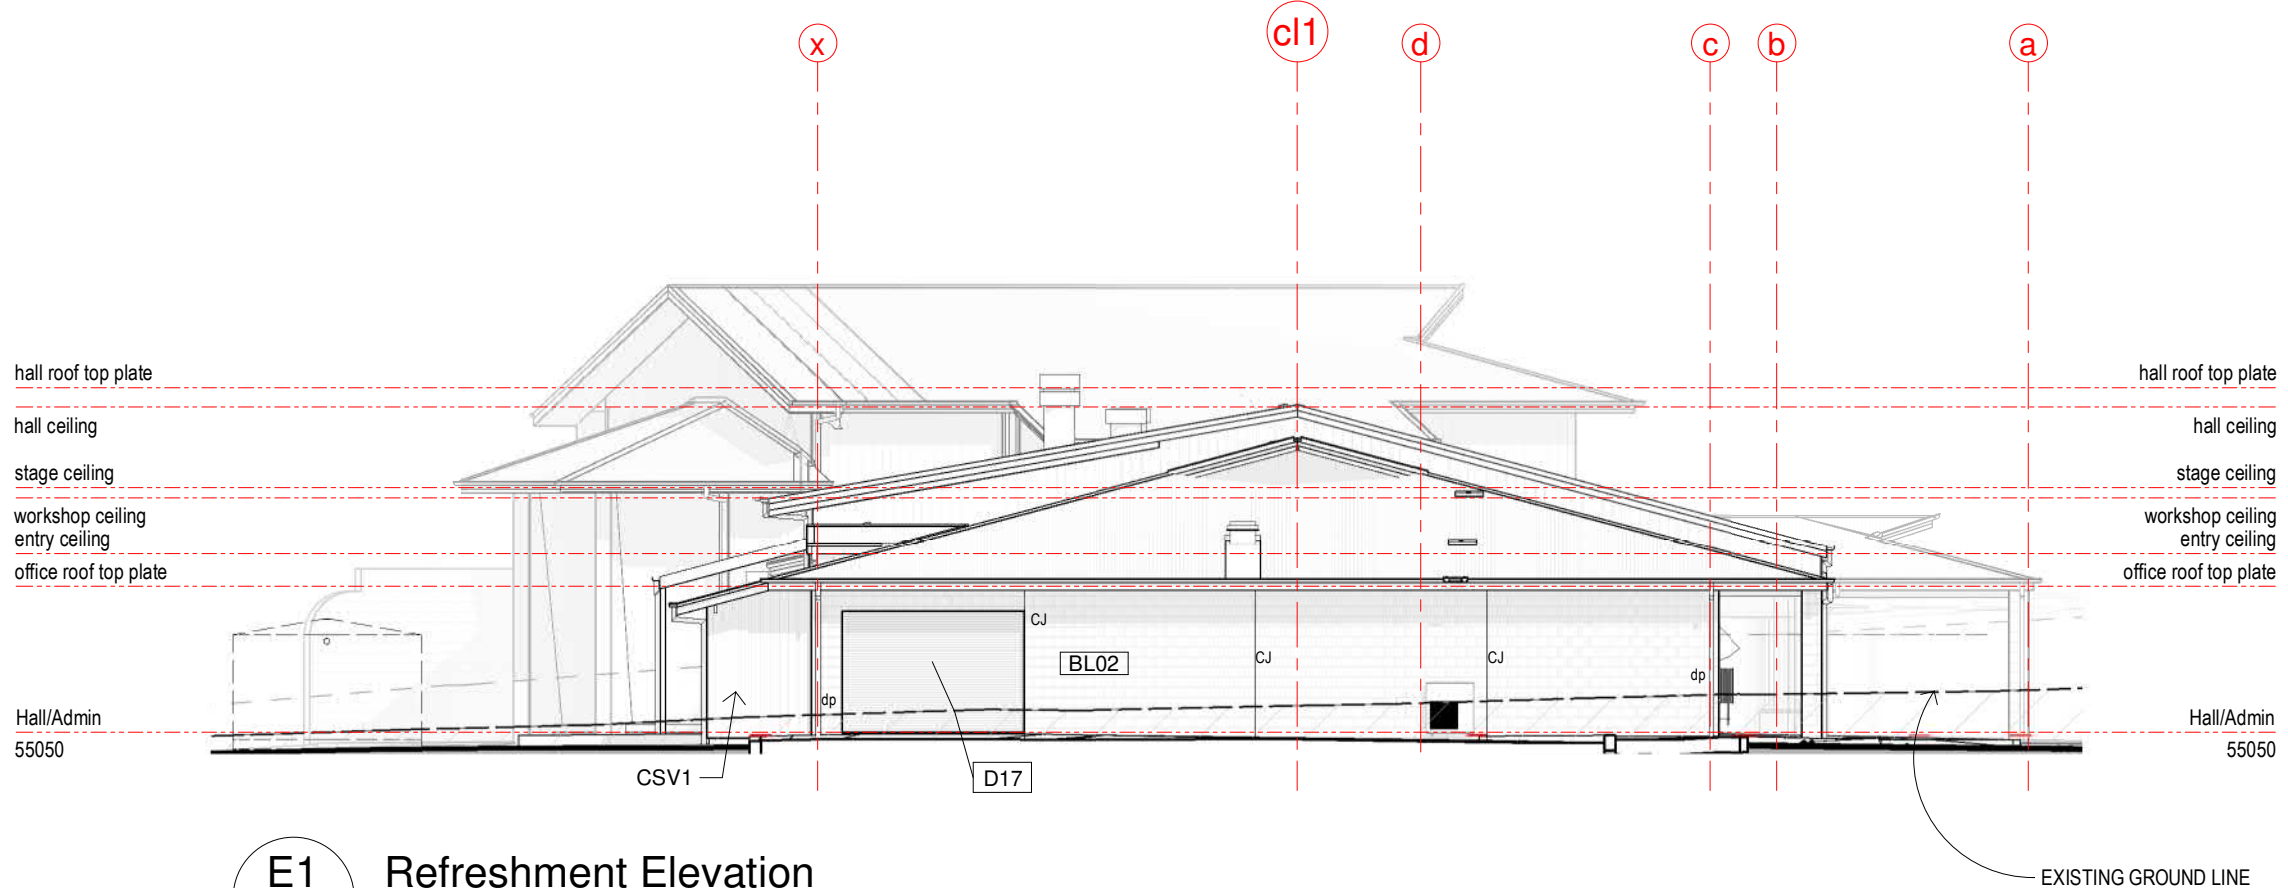 x
cl1
d
c
b
a
hall roof top plate
hall roof top plate
hall ceiling
hall ceiling
stage ceiling
stage ceiling
workshop ceiling
workshop ceiling
entry ceiling
entry ceiling
office roof top plate
office roof top plate
CJ
BL02
CJ
CJ
dp
dp
Hall/Admin
Hall/Admin
55050
55050
CSV1
D17
E1
Refreshment Elevation
EXISTING GROUND LINE